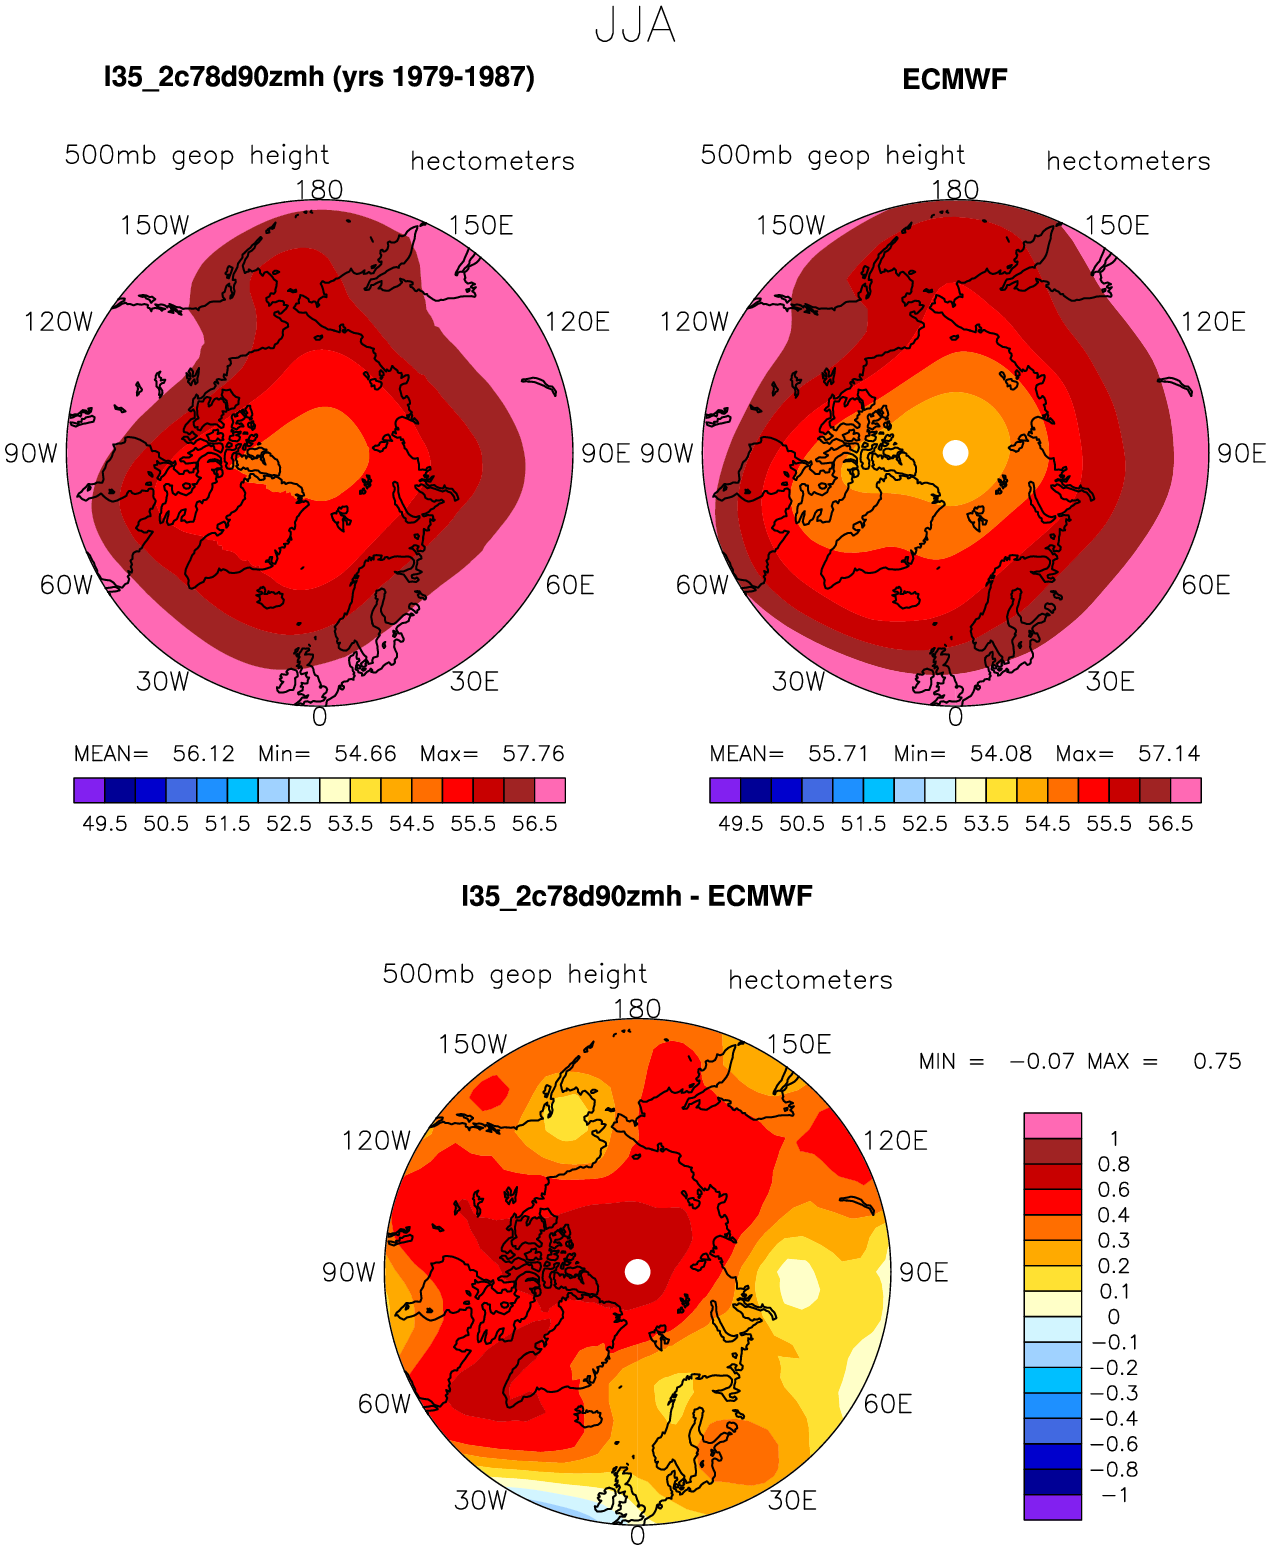 JJA
l35_2c78d90zmh (yrs 1979-1987)
ECMWF
500mb geop height hectometers
500mb geop height hectometers
180
180
150W 150E
150W 150E
120W 120E
120W 120E
90W 90E
90W 90E
60W 60E
60W 60E
30W 30E
30W 30E
0
0
MEAN= 56.12 Min= 54.66 Max= 57.76
MEAN= 55.71 Min= 54.08 Max= 57.14
49.5 50.5 51.5 52.5 53.5 54.5 55.5 56.5
49.5 50.5 51.5 52.5 53.5 54.5 55.5 56.5
l35_2c78d90zmh - ECMWF
500mb geop height hectometers
180
150W 150E
MIN = -0.07 MAX = 0.75
120W 120E
90W 90E
60W 60E
30W 30E
0
1
0.8
0.6
0.4
0.3
0.2
0.1
0
-0.1
-0.2
-0.3
-0.4
-0.6
-0.8
-1